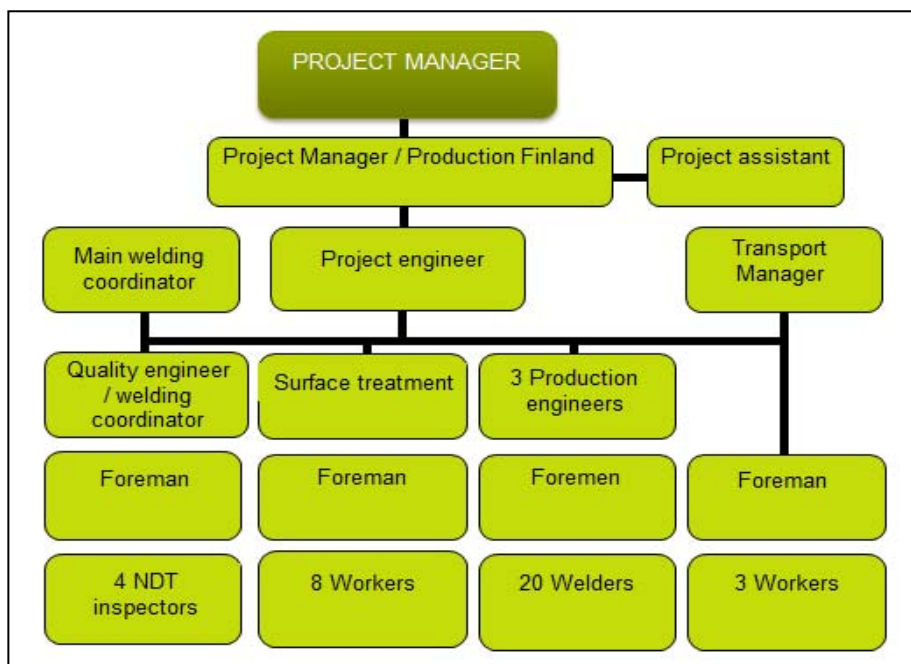 PROJECT MANAGER
Project Manager / Production Finland
Project assistant
Main welding
coordinator
Project engineer
Transport
Manager
Quality engineer
/ welding
coordinator
Surface treatment
3 Production
engineers
Foreman
Foreman
Foremen
Foreman
4 NDT
inspectors
8 Workers
20 Welders
3 Workers